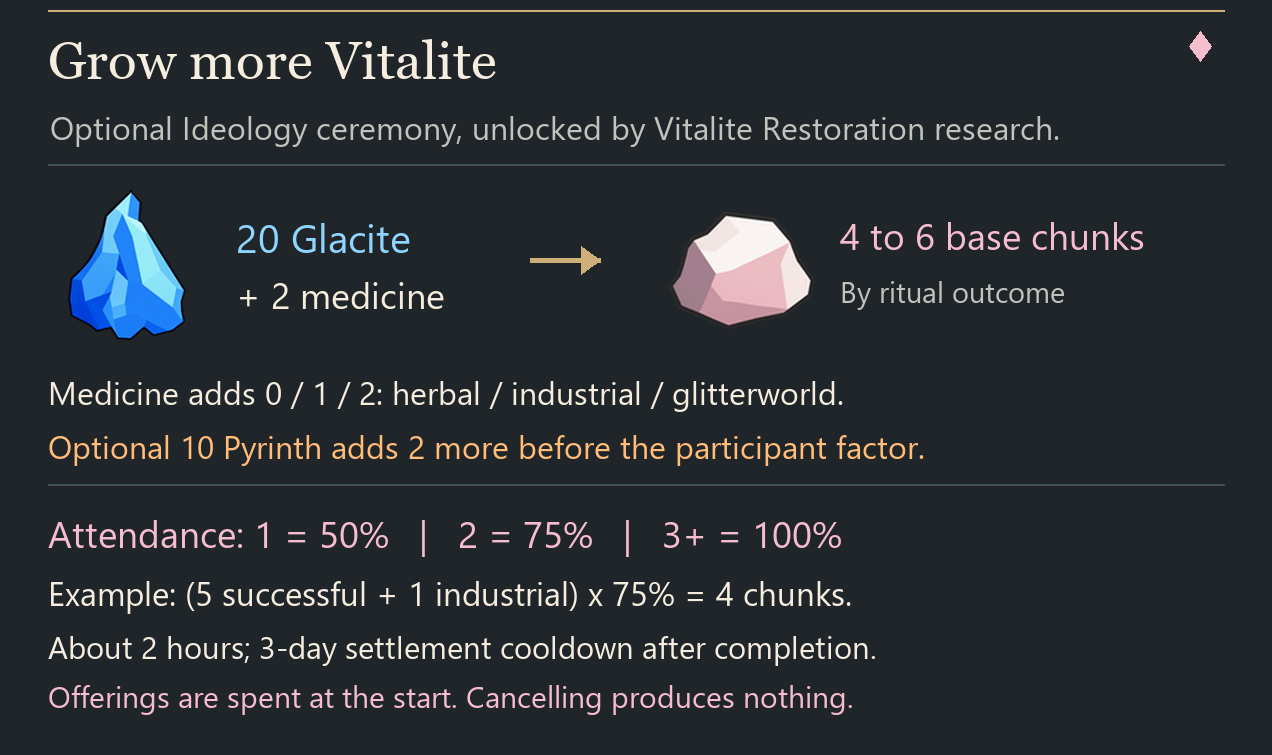 Grow more Vitalite
Optional Ideology ceremony, unlocked by Vitalite Restoration research.
20 Glacite
+ 2 medicine
4 to 6 base chunks
By ritual outcome
Medicine adds 0 / 1 / 2: herbal / industrial / glitterworld.
Optional 10 Pyrinth adds 2 more before the participant factor.
Attendance: 1 = 50% | 2 = 75% | 3+ = 100%
Example: (5 successful + 1 industrial) x 75% = 4 chunks.
About 2 hours; 3-day settlement cooldown after completion.
Offerings are spent at the start. Cancelling produces nothing.